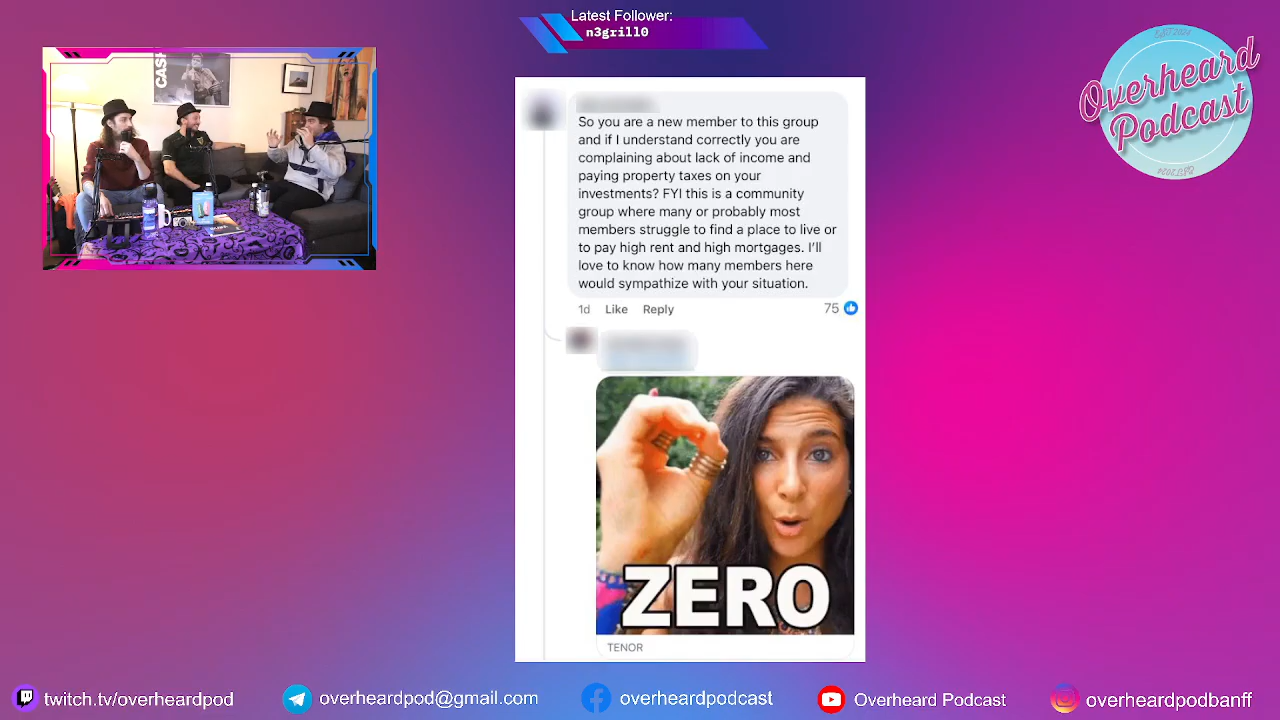 Latest Follower:
n3grill0
CASH
Overheard
Podcast
So you are a new member to this group
and if I understand correctly you are
complaining about lack of income and
paying property taxes on your
investments? FYI this is a community
group where many or probably most
members struggle to find a place to live or
to pay high rent and high mortgages. I'll
love to know how many members here
would sympathize with your situation.
1d Like Reply 75
ZERO
TENOR
twitch.tv/overheardpod
overheardpod@gmail.com
overheardpodcast
Overheard Podcast
overheardpodbanff